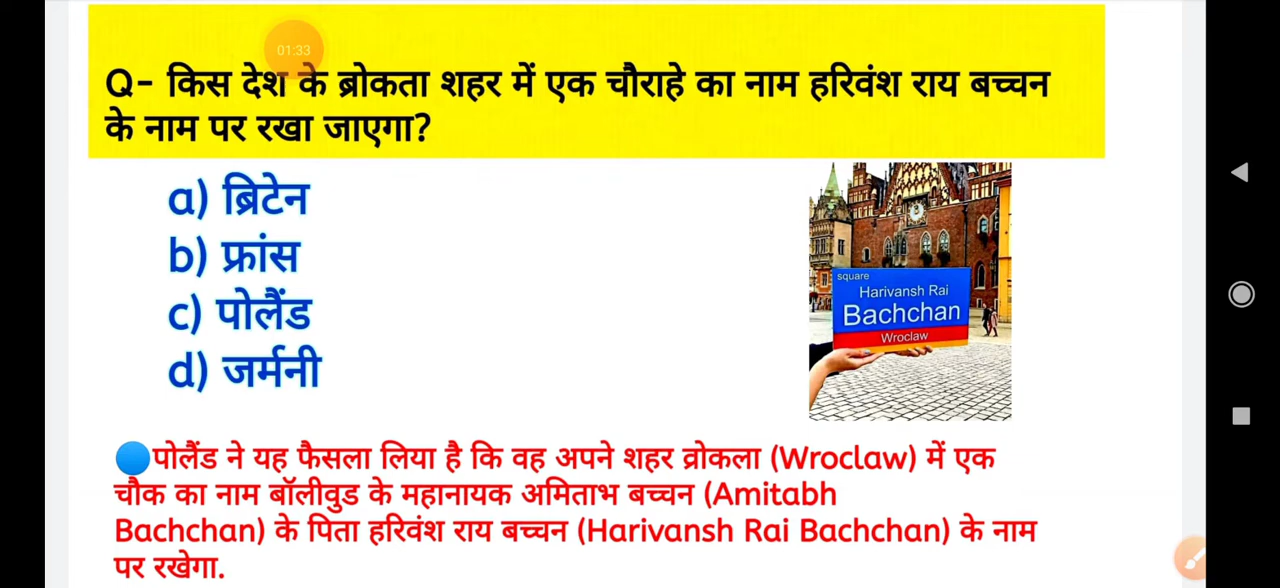 01:33
Q- किस देश के ब्रोकता शहर में एक चौराहे का नाम हरिवंश राय बच्चन
के नाम पर रखा जाएगा?
a) ब्रिटेन
b) फ्रांस
c) पोलैंड
d) जर्मनी
square
Harivansh Rai
Bachchan
Wroclaw
पोलैंड ने यह फैसला लिया है कि वह अपने शहर व्रोकला (Wroclaw) में एक
चौक का नाम बॉलीवुड के महानायक अमिताभ बच्चन (Amitabh
Bachchan) के पिता हरिवंश राय बच्चन (Harivansh Rai Bachchan) के नाम
पर रखेगा.